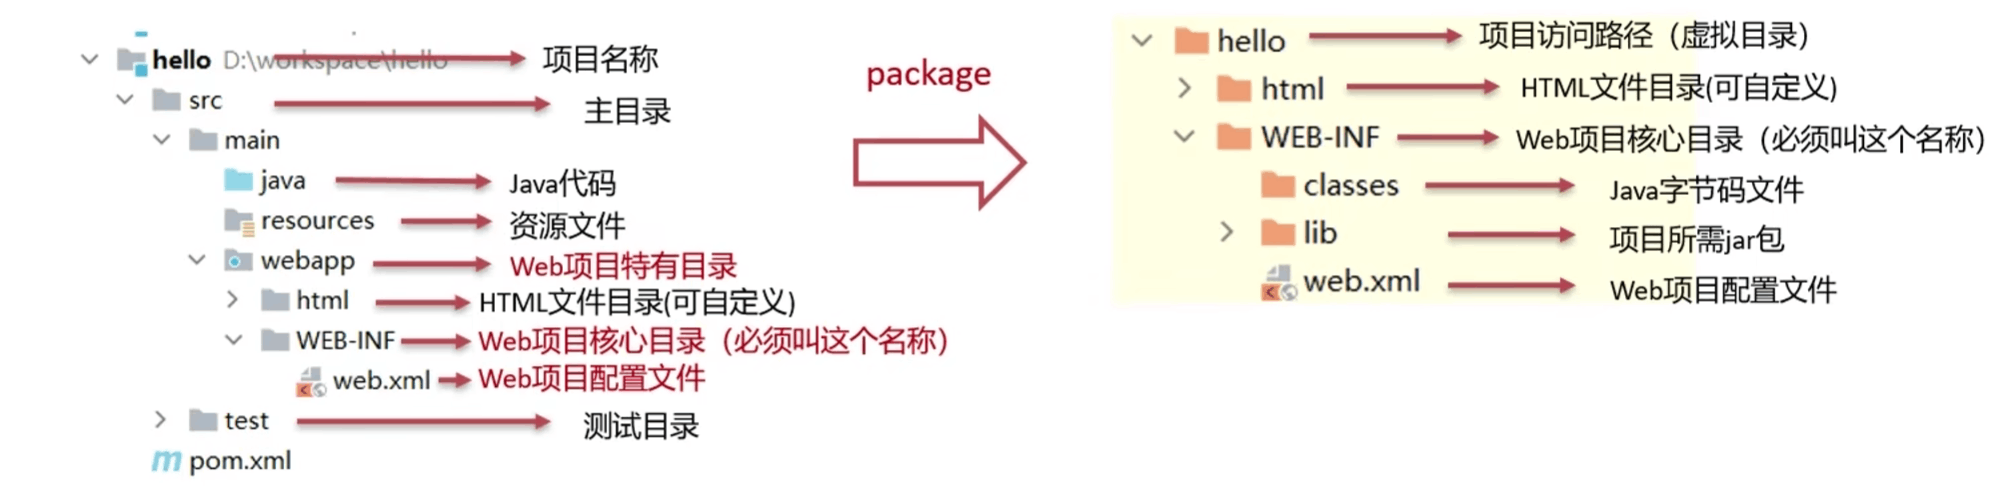 hello D:\workspace\hello 项目名称
src 主目录
main
java Java代码
resources 资源文件
webapp Web项目特有目录
html HTML文件目录(可自定义)
WEB-INF Web项目核心目录（必须叫这个名称）
web.xml Web项目配置文件
test 测试目录
pom.xml
package
hello 项目访问路径（虚拟目录）
html HTML文件目录(可自定义)
WEB-INF Web项目核心目录（必须叫这个名称）
classes Java字节码文件
lib 项目所需jar包
web.xml Web项目配置文件